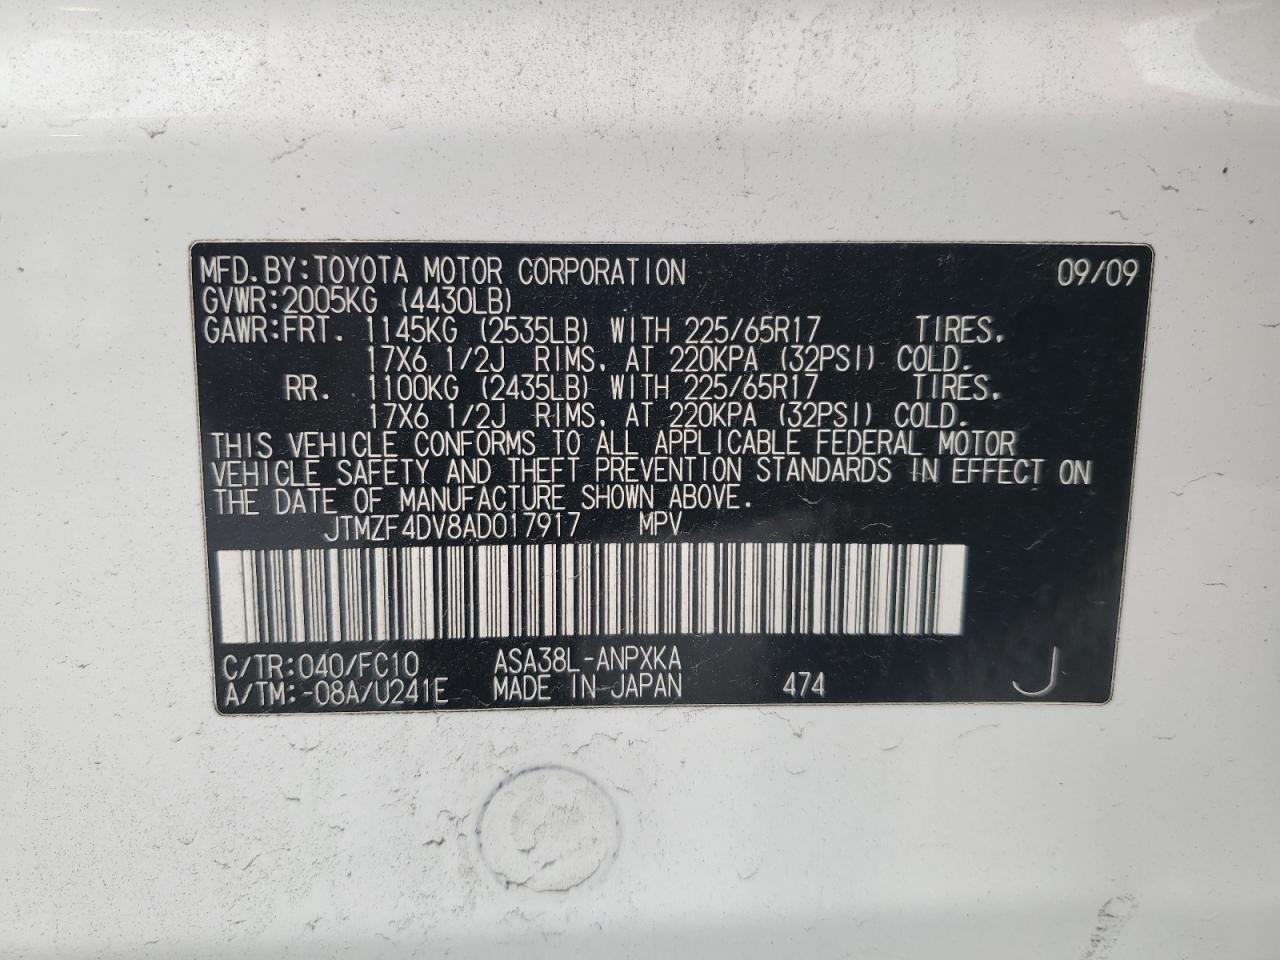 MFD. BY: TOYOTA MOTOR CORPORATION 09/09
GVWR: 2005KG (4430LB)
GAWR: FRT. 1145KG (2535LB) WITH 225/65R17 TIRES.
17X6 1/2J RIMS. AT 220KPA (32PSI) COLD.
RR. 1100KG (2435LB) WITH 225/65R17 TIRES.
17X6 1/2J RIMS. AT 220KPA (32PSI) COLD.
THIS VEHICLE CONFORMS TO ALL APPLICABLE FEDERAL MOTOR
VEHICLE SAFETY AND THEFT PREVENTION STANDARDS IN EFFECT ON
THE DATE OF MANUFACTURE SHOWN ABOVE.
JTMZF4DV8AD017917 MPV
C/TR: 040/FC10 ASA38L-ANPXKA
A/TM: -08A/U241E MADE IN JAPAN 474 J